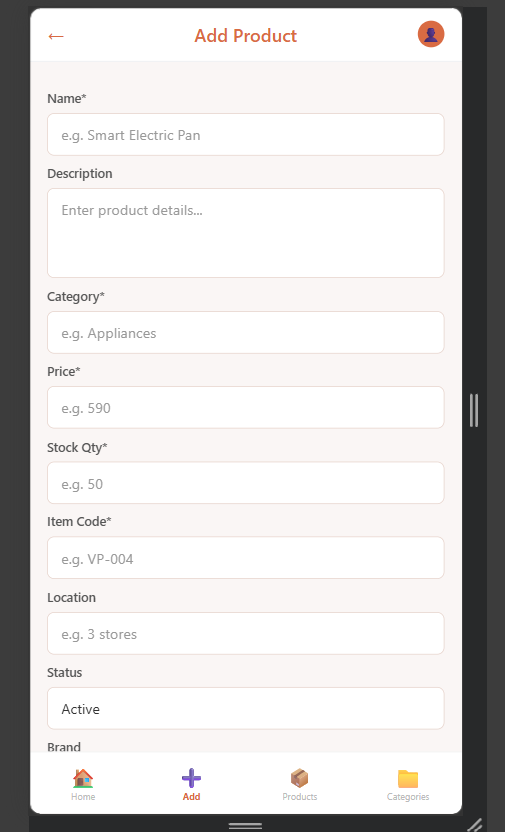 ← Add Product
Name*
e.g. Smart Electric Pan
Description
Enter product details...
Category*
e.g. Appliances
Price*
e.g. 590
Stock Qty*
e.g. 50
Item Code*
e.g. VP-004
Location
e.g. 3 stores
Status
Active
Brand
Home Add Products Categories